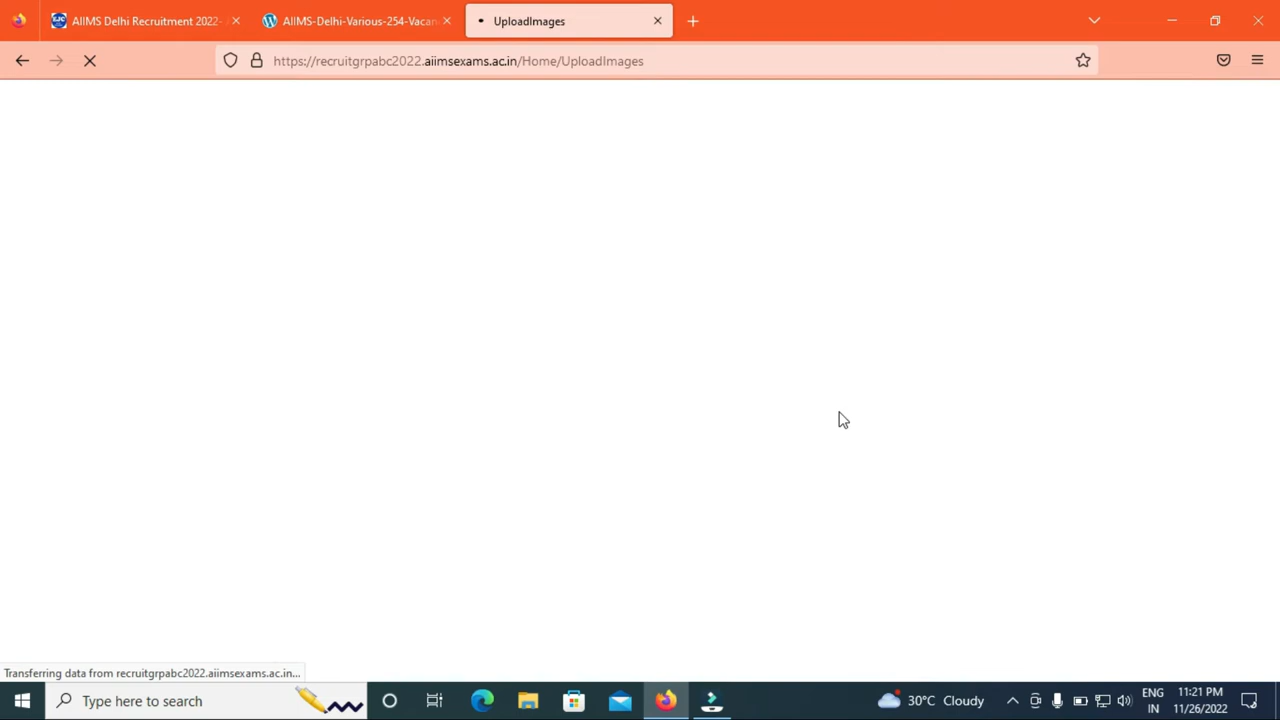 AIIMS Delhi Recruitment 2022-
AIIMS-Delhi-Various-254-Vacan
UploadImages
https://recruitgrpabc2022.aiimsexams.ac.in/Home/UploadImages
Transferring data from recruitgrpabc2022.aiimsexams.ac.in...
Type here to search
30°C Cloudy
ENG
IN
11:21 PM
11/26/2022